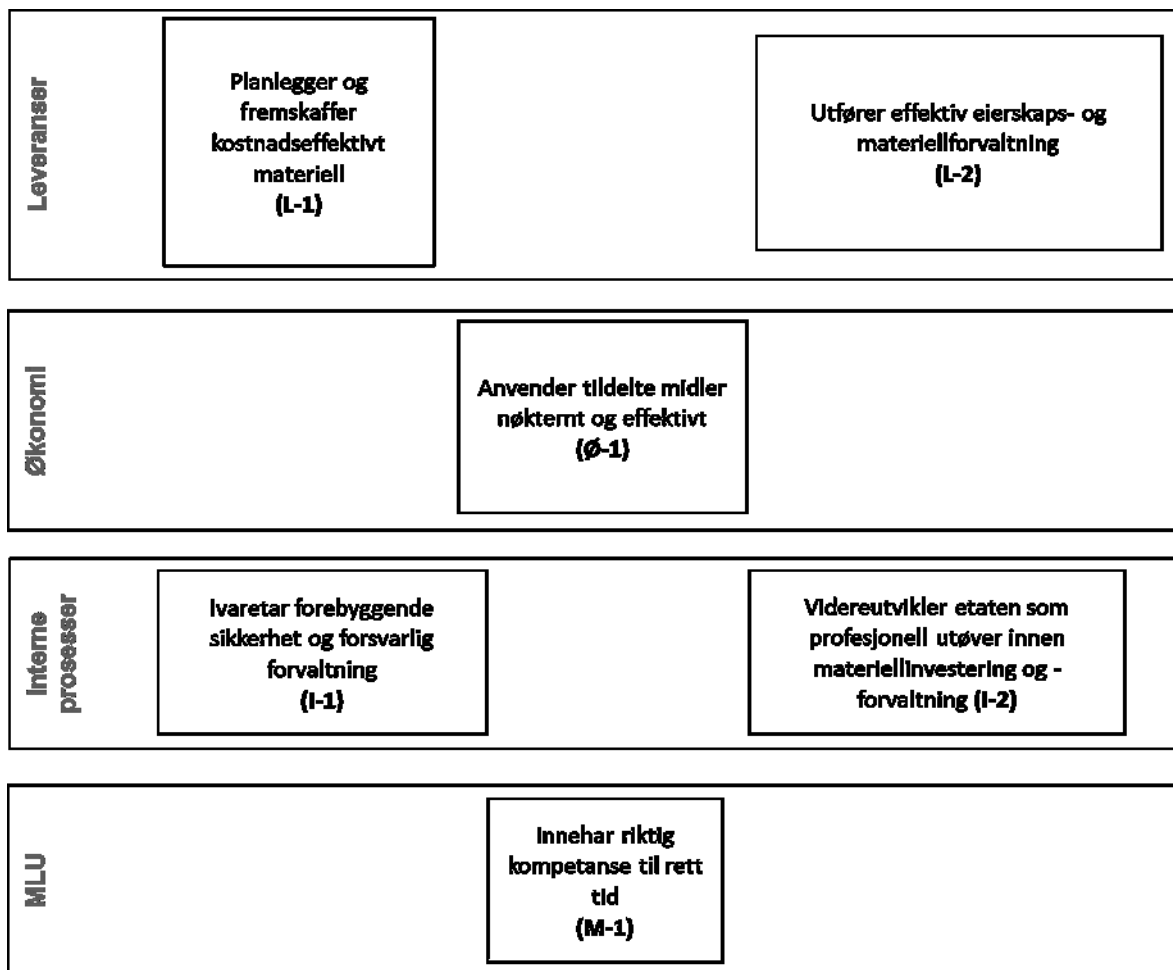 Leveranser
Planlegger og
fremskaffer
kostnadseffektivt
materiell
(L-1)
Utfører effektiv eierskaps- og
materiellforvaltning
(L-2)
Økonomi
Anvender tildelte midler
nøkternt og effektivt
(Ø-1)
Interne
prosesser
Ivaretar forebyggende
sikkerhet og forsvarlig
forvaltning
(I-1)
Videreutvikler etaten som
profesjonell utøver innen
materiellinvestering og -
forvaltning (I-2)
MLU
Innehar riktig
kompetanse til rett
tid
(M-1)